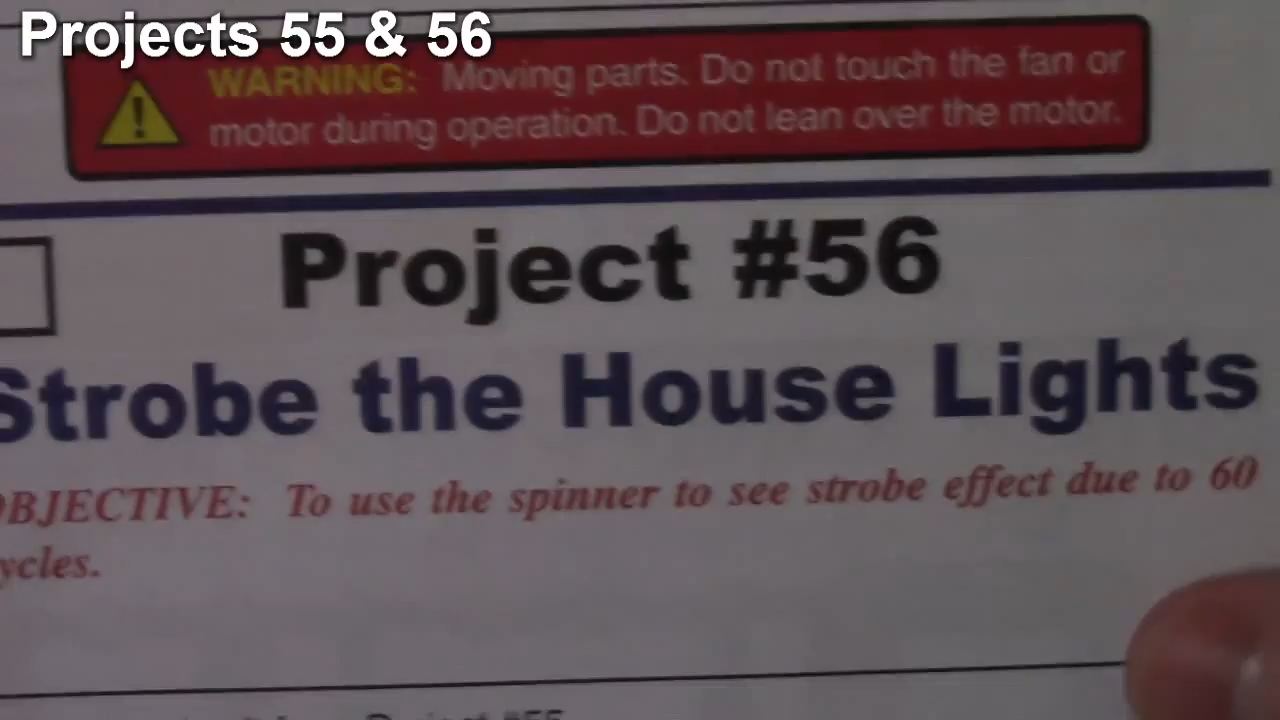 Projects 55 & 56
WARNING: Moving parts. Do not touch the fan or
motor during operation. Do not lean over the motor.
Project #56
Strobe the House Lights
OBJECTIVE: To use the spinner to see strobe effect due to 60
ycles.
Project #55